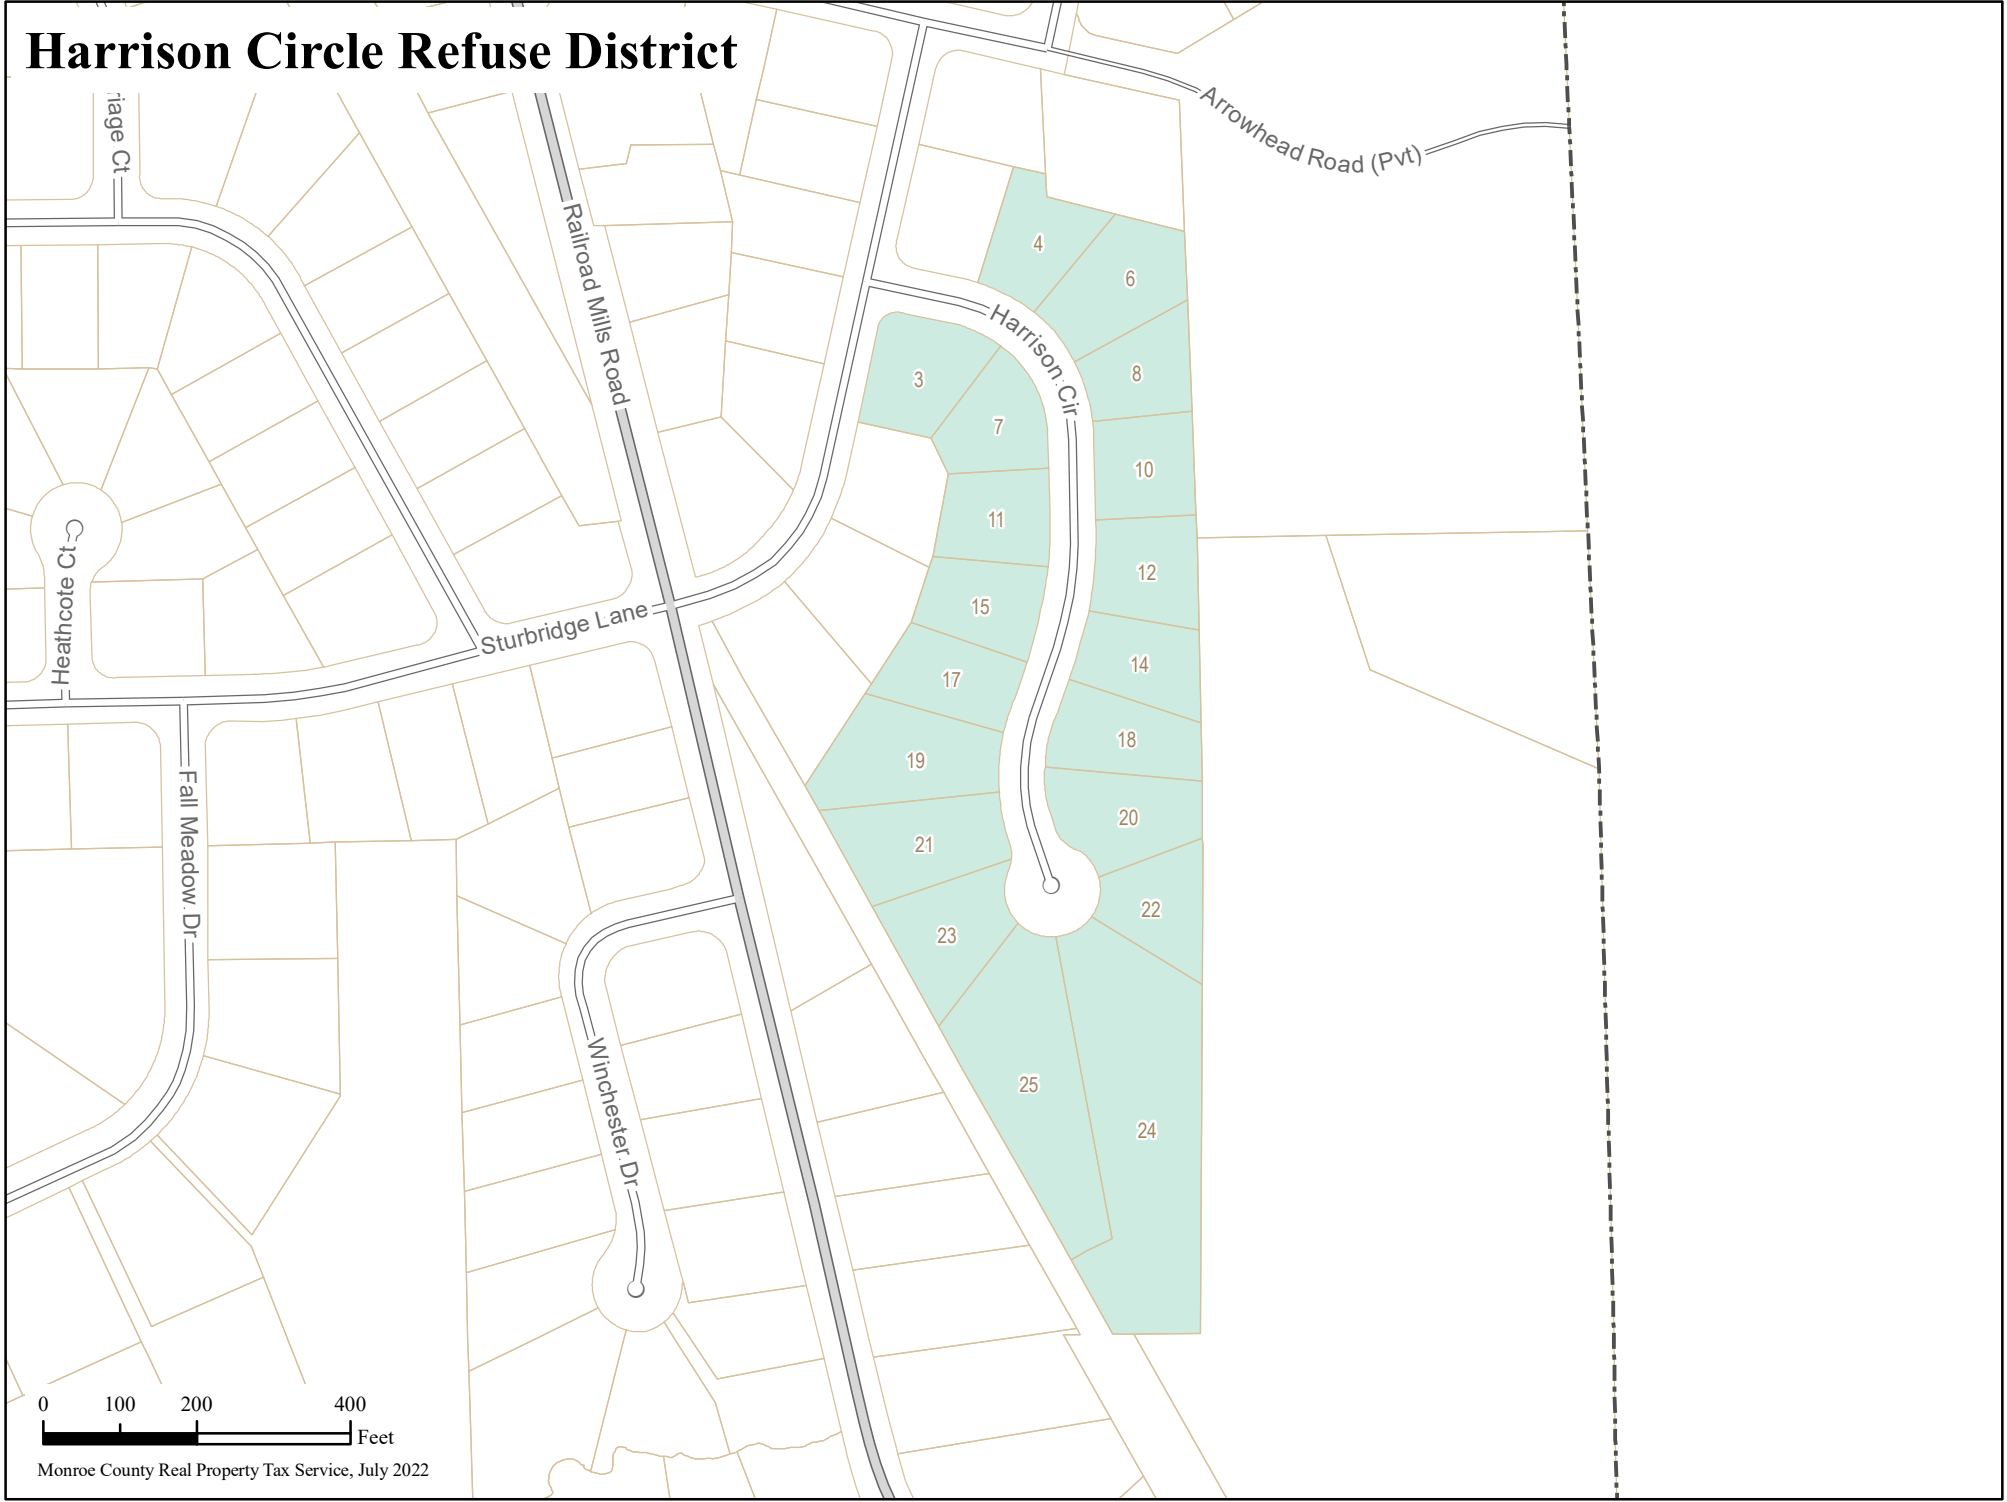 Harrison Circle Refuse District
riage Ct
Arrowhead Road (Pvt)
Railroad Mills Road
4
6
Harrison Cir
3
8
7
10
11
12
Heathcote Ct
Sturbridge Lane
15
14
17
18
19
Fall Meadow Dr
20
21
22
23
Winchester Dr
25
24
0 100 200 400
Feet
Monroe County Real Property Tax Service, July 2022